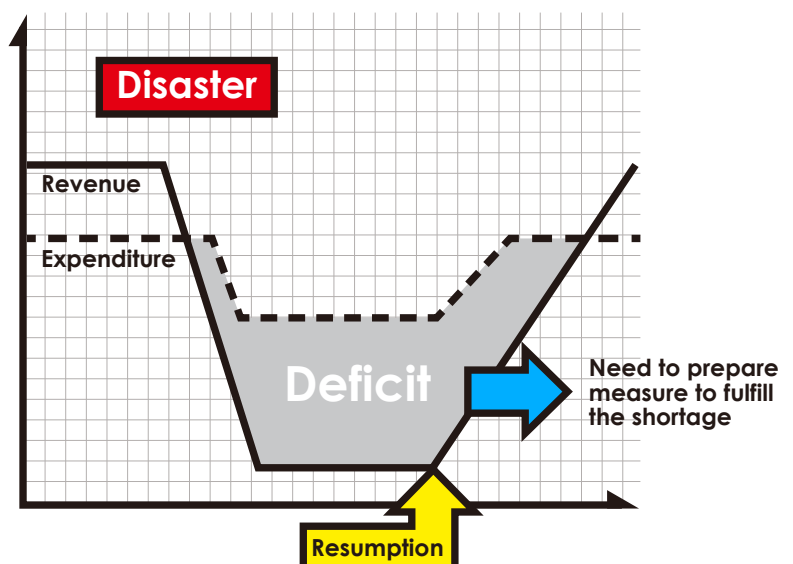 Disaster
Revenue
Expenditure
Deficit
Need to prepare
measure to fulfill
the shortage
Resumption